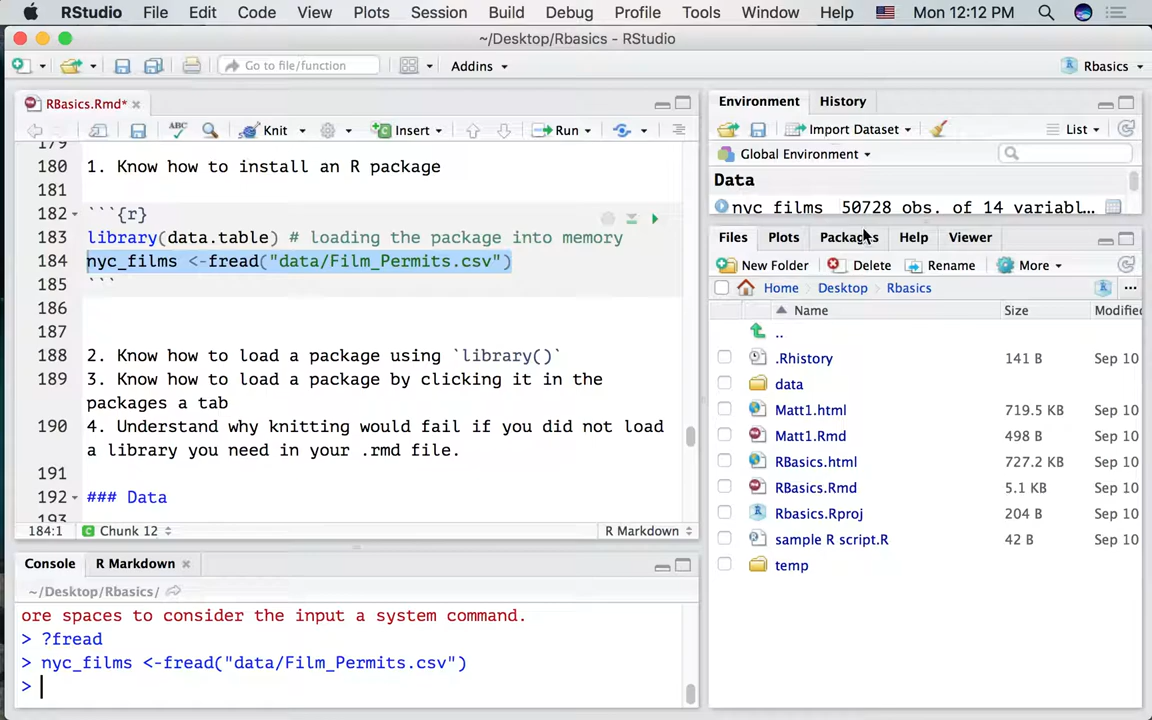 RStudio File Edit Code View Plots Session Build Debug Profile Tools Window Help Mon 12:12 PM
~/Desktop/Rbasics - RStudio
Go to file/function Addins Rbasics
RBasics.Rmd*
ABC Knit Insert Run
179
180 1. Know how to install an R package
181
182 ```{r}
183 library(data.table) # loading the package into memory
184 nyc_films <-fread("data/Film_Permits.csv")
185 ```
186
187
188 2. Know how to load a package using `library()`
189 3. Know how to load a package by clicking it in the
packages a tab
190 4. Understand why knitting would fail if you did not load
a library you need in your .rmd file.
191
192 ### Data
193
184:1 Chunk 12 R Markdown
Console R Markdown
~/Desktop/Rbasics/
ore spaces to consider the input a system command.
> ?fread
> nyc_films <-fread("data/Film_Permits.csv")
>
Environment History
Import Dataset List
Global Environment
Data
nyc films 50728 obs. of 14 variabl...
Files Plots Packages Help Viewer
New Folder Delete Rename More
Home Desktop Rbasics ...
Name Size Modified
..
.Rhistory 141 B Sep 10
data
Matt1.html 719.5 KB Sep 10
Matt1.Rmd 498 B Sep 10
RBasics.html 727.2 KB Sep 10
RBasics.Rmd 5.1 KB Sep 10
Rbasics.Rproj 204 B Sep 10
sample R script.R 42 B Sep 10
temp